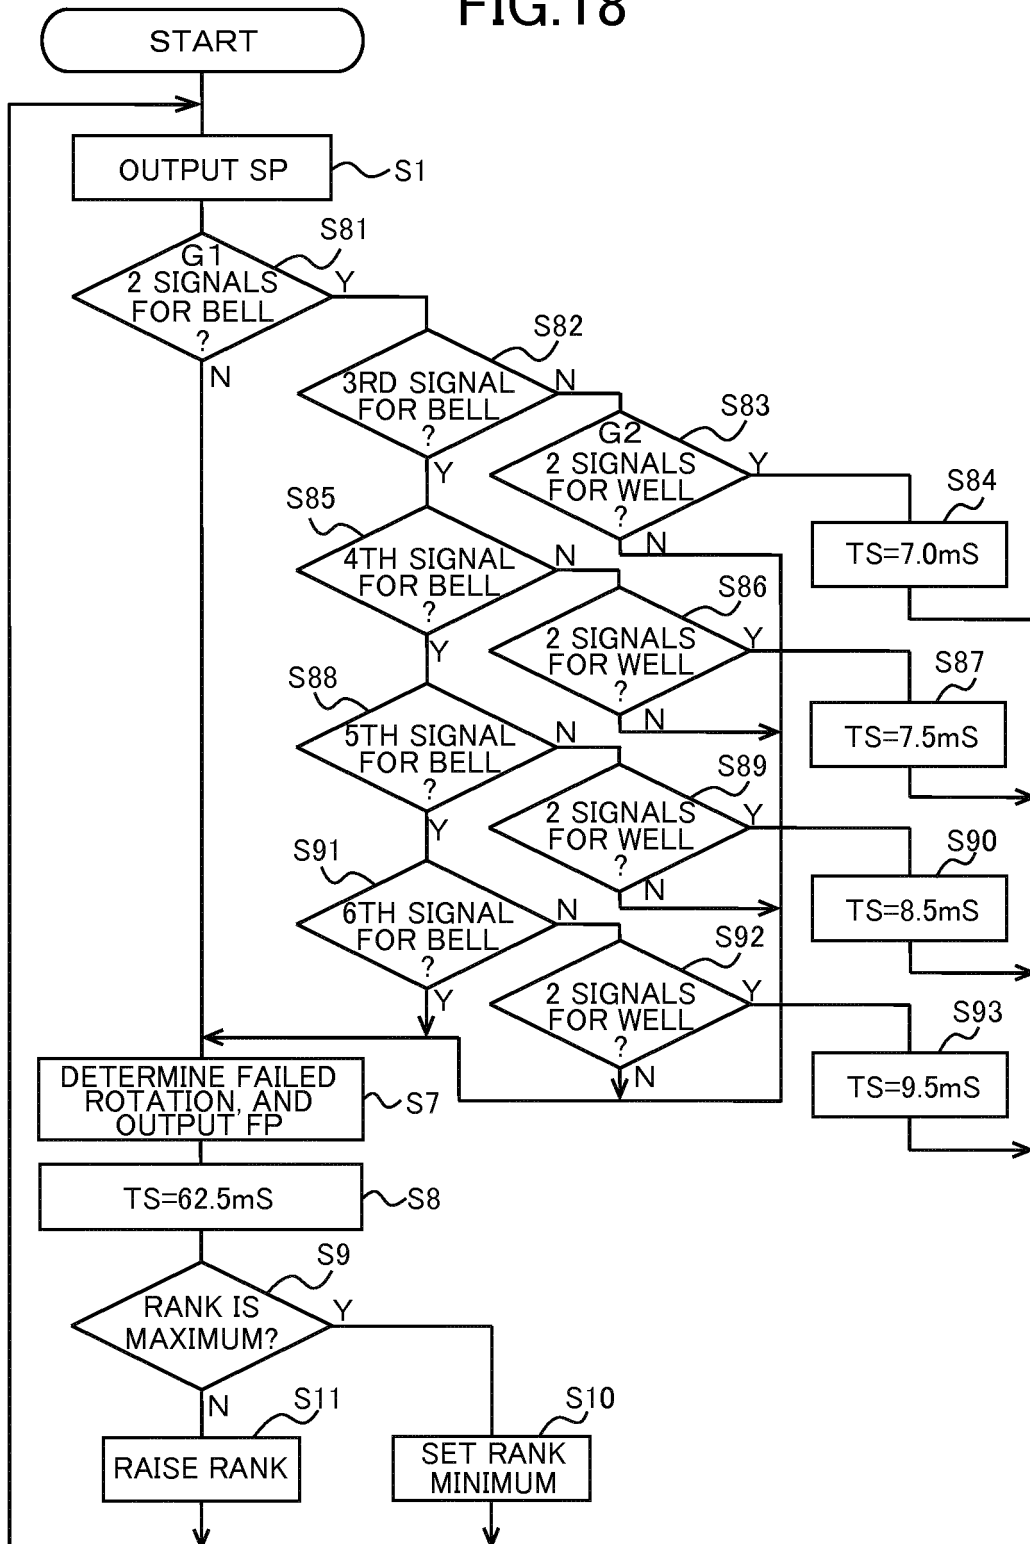 FIG.18
START
OUTPUT SP
S1
S81
G1
2 SIGNALS
FOR BELL
?
Y
N
S82
3RD SIGNAL
FOR BELL
?
N
Y
S83
G2
2 SIGNALS
FOR WELL
?
Y
N
S84
TS=7.0mS
S85
4TH SIGNAL
FOR BELL
?
N
Y
S86
2 SIGNALS
FOR WELL
?
Y
N
S87
TS=7.5mS
S88
5TH SIGNAL
FOR BELL
?
N
Y
S89
2 SIGNALS
FOR WELL
?
Y
N
S90
TS=8.5mS
S91
6TH SIGNAL
FOR BELL
?
N
Y
S92
2 SIGNALS
FOR WELL
?
Y
N
S93
TS=9.5mS
DETERMINE FAILED
ROTATION, AND
OUTPUT FP
S7
TS=62.5mS
S8
S9
RANK IS
MAXIMUM?
Y
N
S11
RAISE RANK
S10
SET RANK
MINIMUM